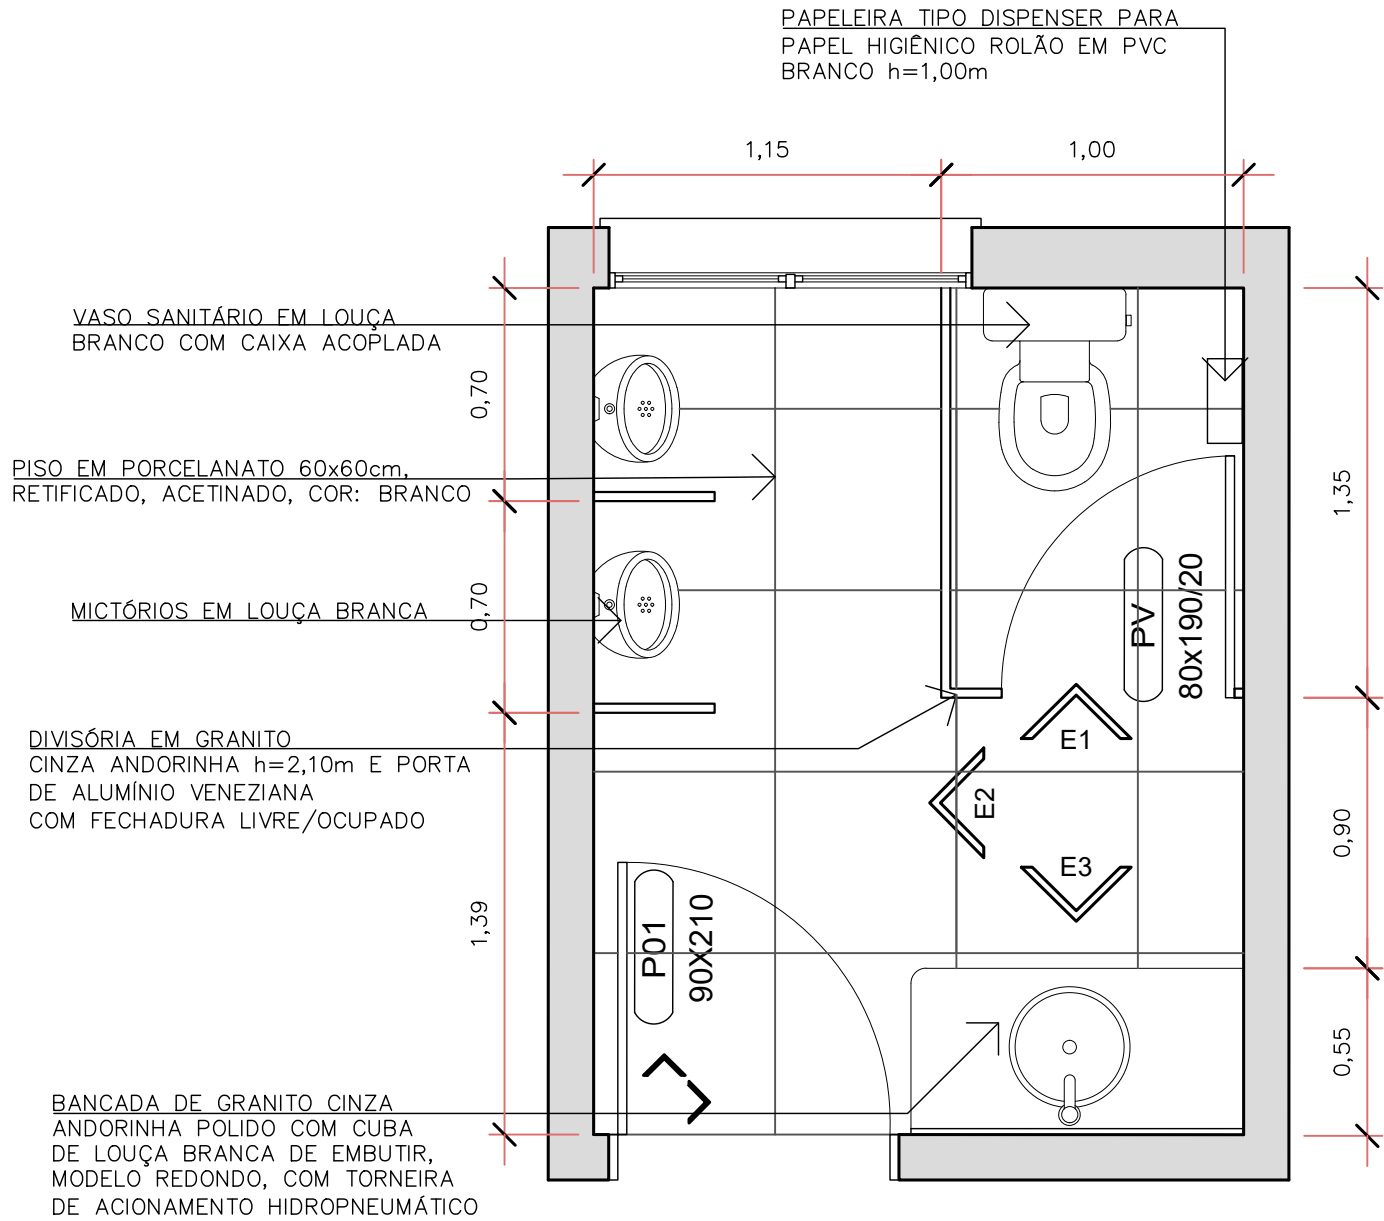 PAPELEIRA TIPO DISPENSER PARA
PAPEL HIGIÊNICO ROLÃO EM PVC
BRANCO h=1,00m
1,15
1,00
VASO SANITÁRIO EM LOUÇA
BRANCO COM CAIXA ACOPLADA
0,70
PISO EM PORCELANATO 60x60cm,
RETIFICADO, ACETINADO, COR: BRANCO
1,35
MICTÓRIOS EM LOUÇA BRANCA
0,70
PV
80x190/20
DIVISÓRIA EM GRANITO
CINZA ANDORINHA h=2,10m E PORTA
DE ALUMÍNIO VENEZIANA
COM FECHADURA LIVRE/OCUPADO
E1
E2
E3
0,90
1,39
P01
90X210
0,55
BANCADA DE GRANITO CINZA
ANDORINHA POLIDO COM CUBA
DE LOUÇA BRANCA DE EMBUTIR,
MODELO REDONDO, COM TORNEIRA
DE ACIONAMENTO HIDROPNEUMÁTICO